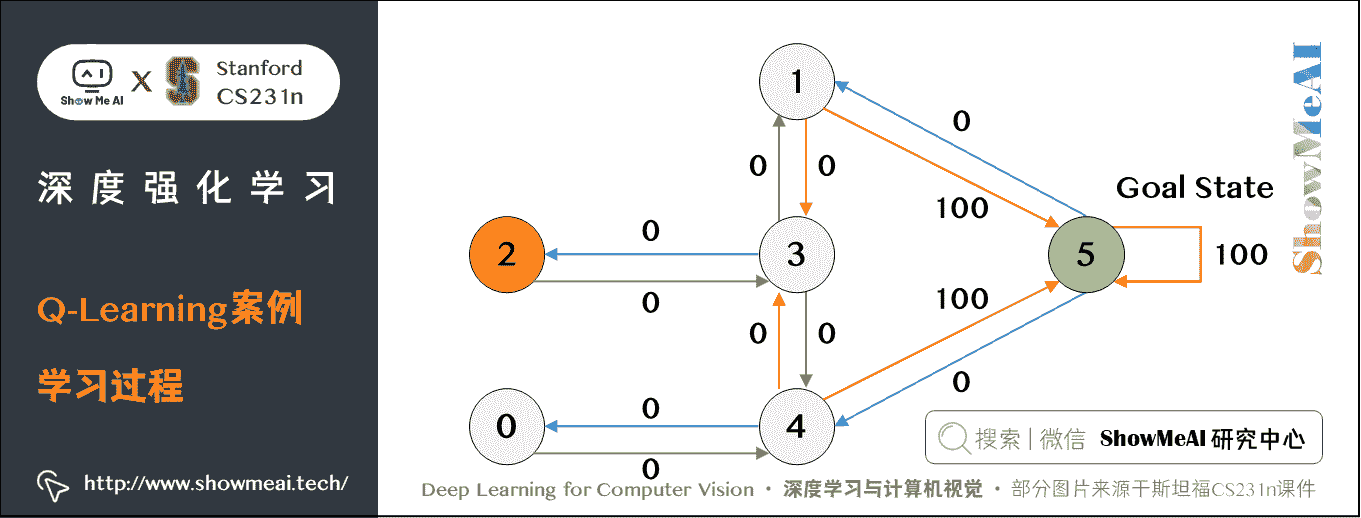 Show Me AI
X
Stanford
CS231n
深度强化学习
Q-Learning案例
学习过程
http://www.showmeai.tech/
1
0
ShowMeAI
0
0
100
Goal State
0
2
3
5
100
0
100
0
0
0
0
0
4
0
搜索 | 微信 ShowMeAI 研究中心
Deep Learning for Computer Vision · 深度学习与计算机视觉 · 部分图片来源于斯坦福CS231n课件